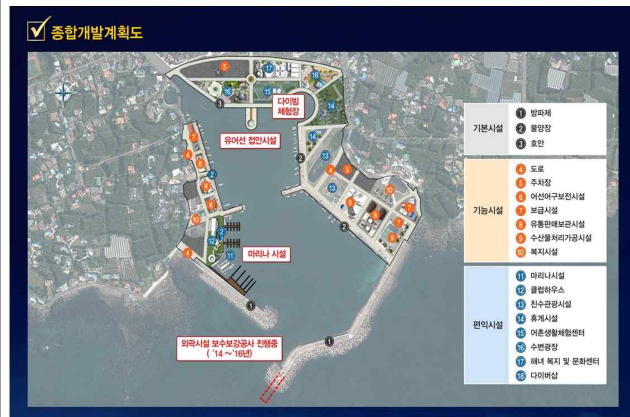 종합개발계획도
다이빙
체험장
유어선 접안시설
마리나 시설
외곽시설 보수보강공사 진행중
( '14 ~'16년)
기본시설
1 방파제
2 물양장
3 호안
기능시설
4 도로
5 주차장
6 어선어구보전시설
7 보급시설
8 유통판매보관시설
9 수산물처리가공시설
10 복지시설
편익시설
11 마리나시설
12 클럽하우스
13 친수관광시설
14 휴게시설
15 어촌생활체험센터
16 수변광장
17 해녀 복지 및 문화센터
18 다이버샵